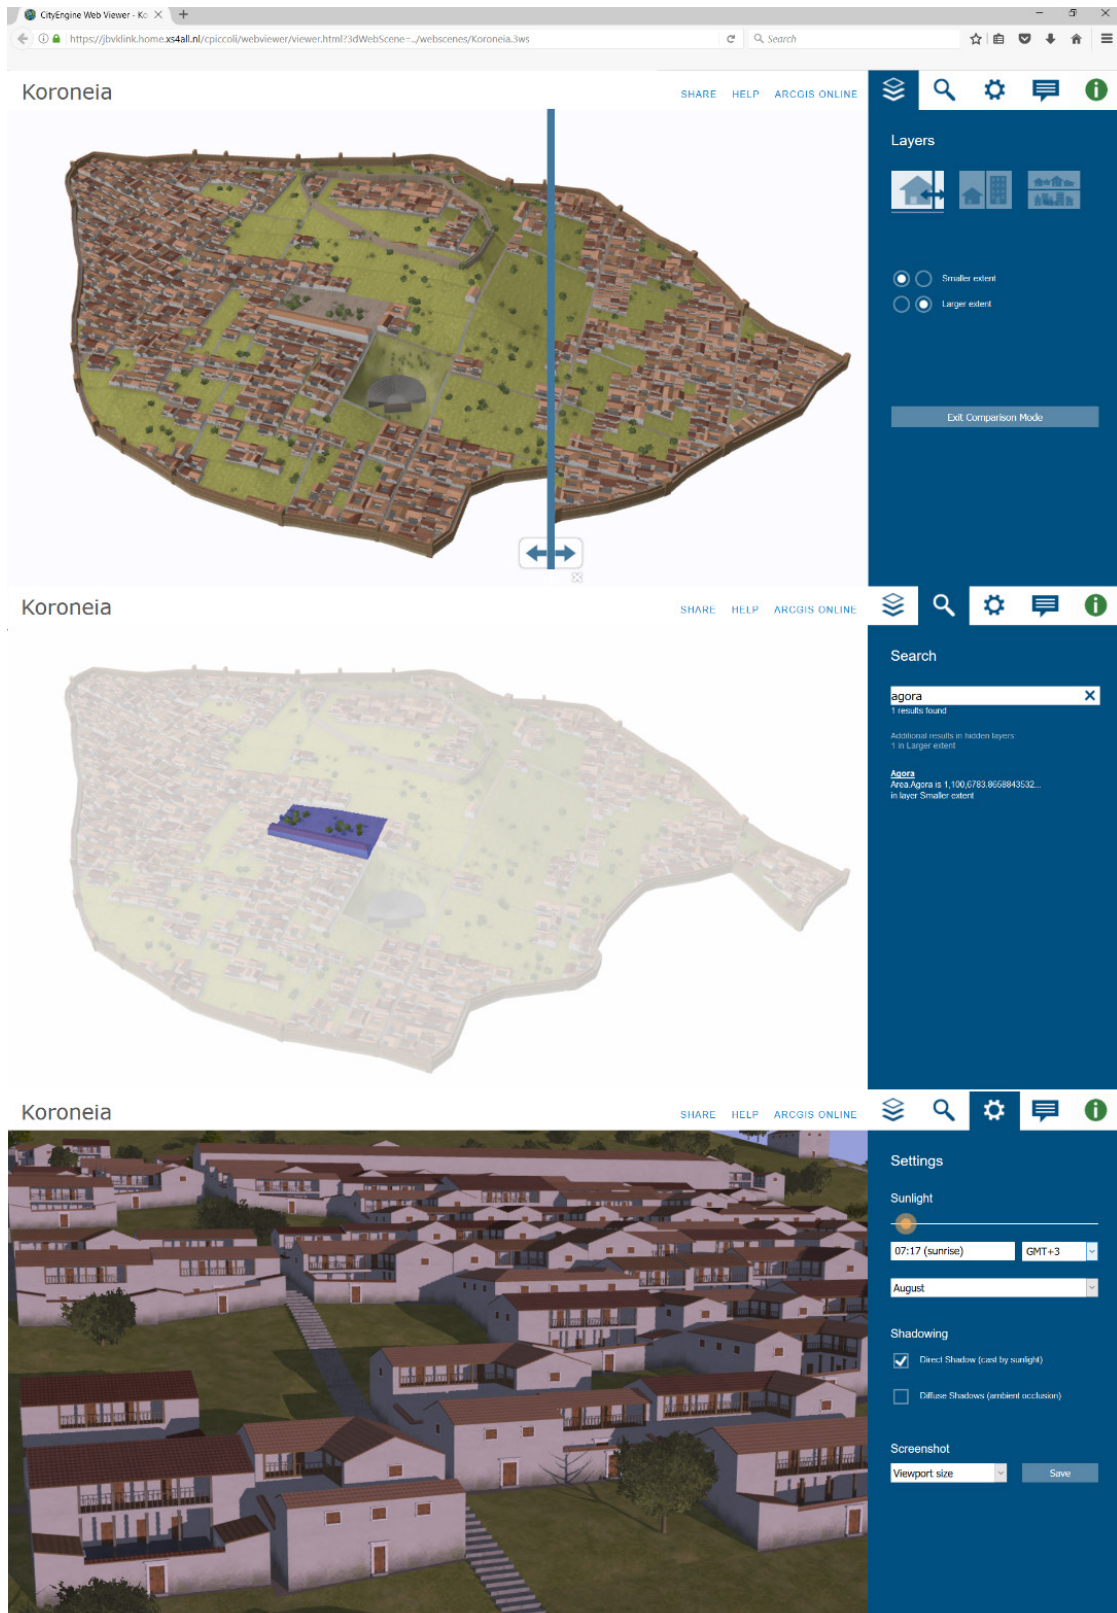 CityEngine Web Viewer - Ko
https://jbvklink.home.xs4all.nl/cpiccoli/webviewer/viewer.html?3dWebScene=../webscenes/Koroneia.3ws
Search
Koroneia
SHARE HELP ARCGIS ONLINE
Layers
Smaller extent
Larger extent
Exit Comparison Mode
Koroneia
SHARE HELP ARCGIS ONLINE
Search
agora
1 results found
Additional results in hidden layers
1 in Larger extent
Agora
Area.Agora is 1,100,6783.8658843532...
in layer Smaller extent
Koroneia
SHARE HELP ARCGIS ONLINE
Settings
Sunlight
07:17 (sunrise) GMT+3
August
Shadowing
Direct Shadow (cast by sunlight)
Diffuse Shadows (ambient occlusion)
Screenshot
Viewport size Save